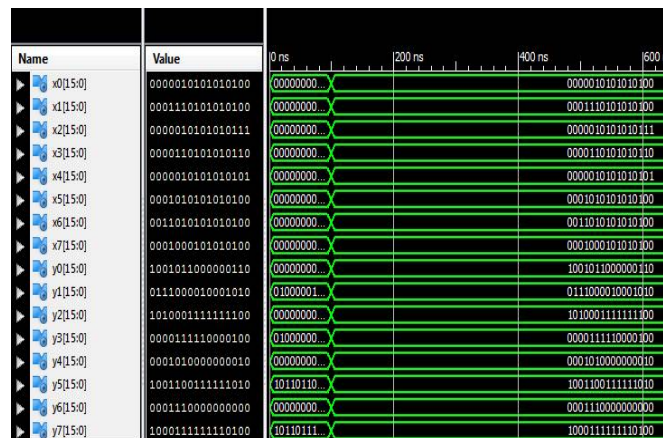 Name Value 0 ns 200 ns 400 ns 600
x0[15:0] 0000010101010100 00000000... 0000010101010100
x1[15:0] 0001110101010100 00000000... 0001110101010100
x2[15:0] 0000010101010111 00000000... 0000010101010111
x3[15:0] 0000110101010110 00000000... 0000110101010110
x4[15:0] 0000010101010101 00000000... 0000010101010101
x5[15:0] 0001010101010100 00000000... 0001010101010100
x6[15:0] 0011010101010100 00000000... 0011010101010100
x7[15:0] 0001000101010100 00000000... 0001000101010100
y0[15:0] 1001011000000110 00000000... 1001011000000110
y1[15:0] 0111000010001010 01000001... 0111000010001010
y2[15:0] 1010001111111100 00000000... 1010001111111100
y3[15:0] 0000111110000100 01000000... 0000111110000100
y4[15:0] 0001010000000010 00000000... 0001010000000010
y5[15:0] 1001100111111010 10110110... 1001100111111010
y6[15:0] 0001110000000000 00000000... 0001110000000000
y7[15:0] 1000111111110100 10110111... 1000111111110100